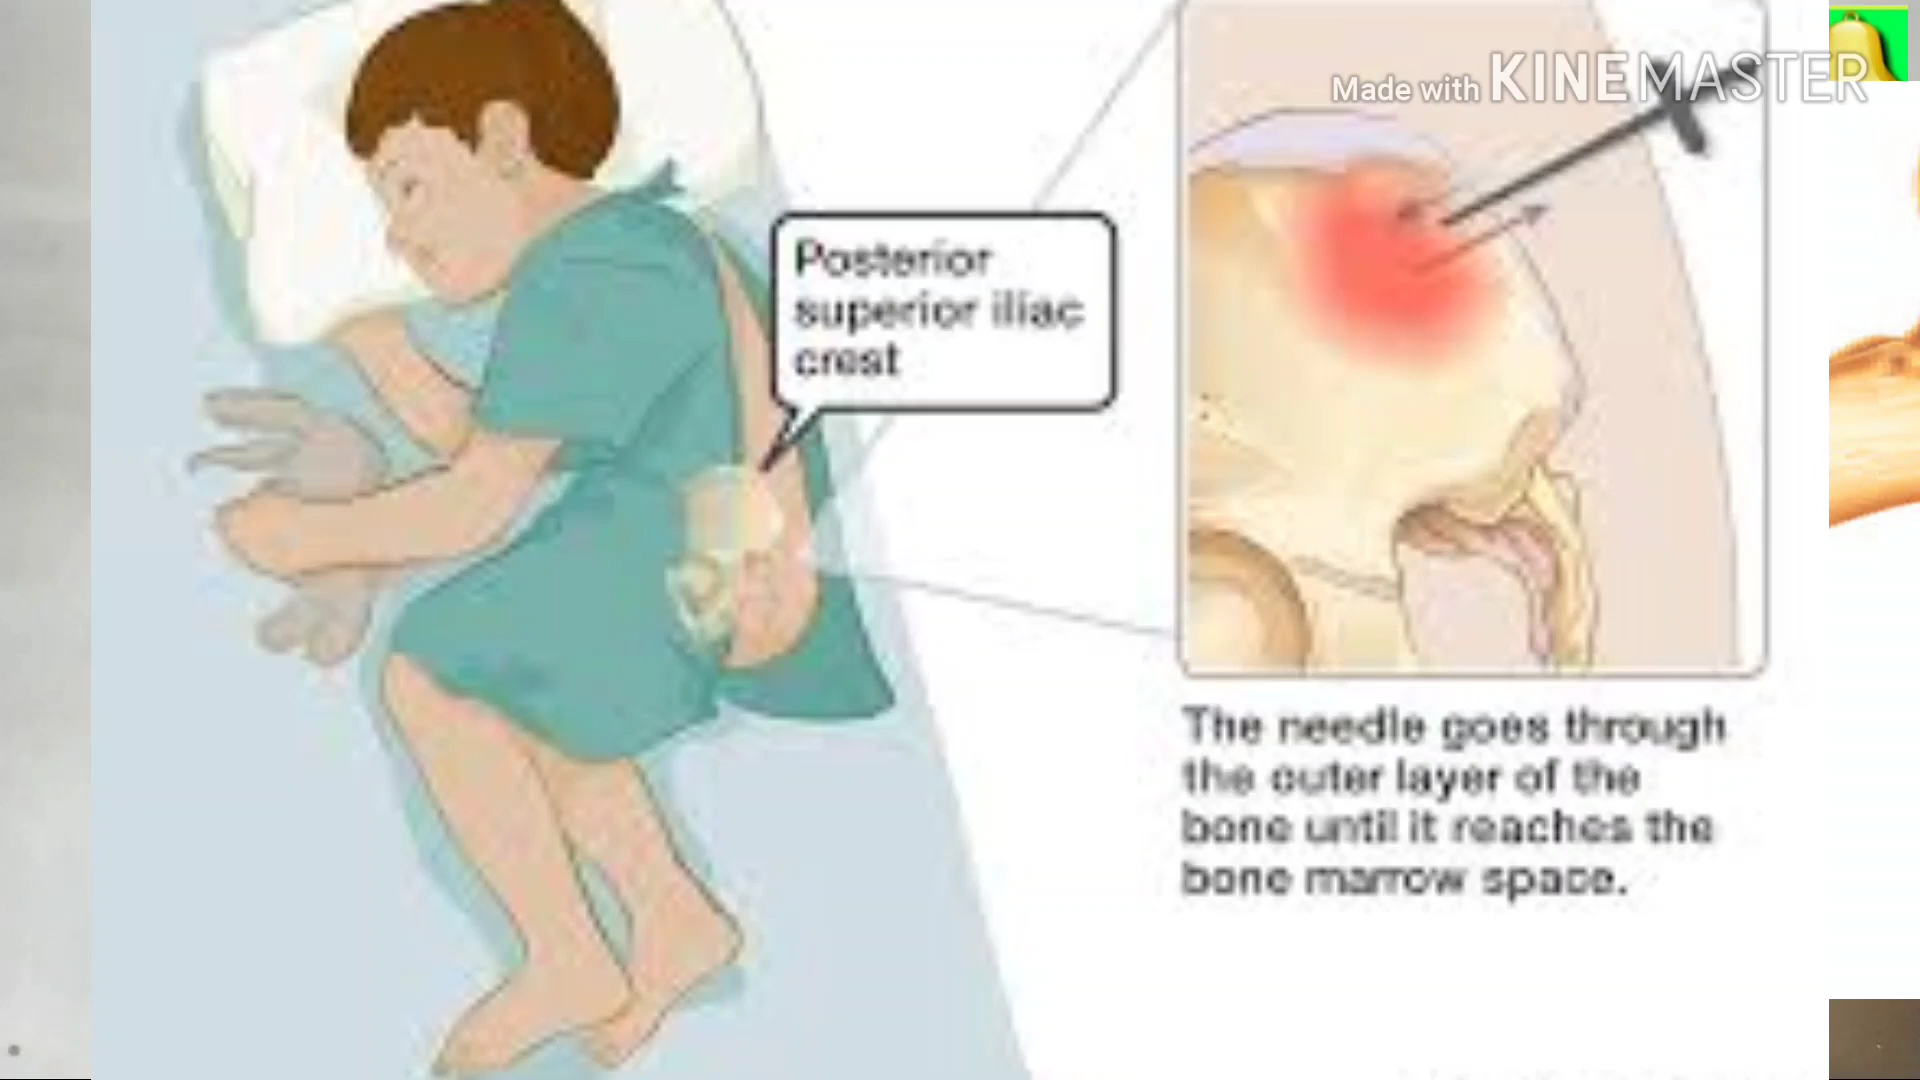 Made with KINEMASTER
Posterior
superior iliac
crest
The needle goes through
the outer layer of the
bone until it reaches the
bone marrow space.